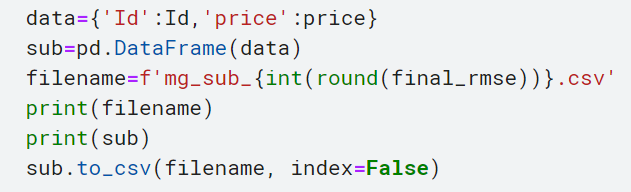 data={'Id':Id,'price':price}
sub=pd.DataFrame(data)
filename=f'mg_sub_{int(round(final_rmse))}.csv'
print(filename)
print(sub)
sub.to_csv(filename, index=False)